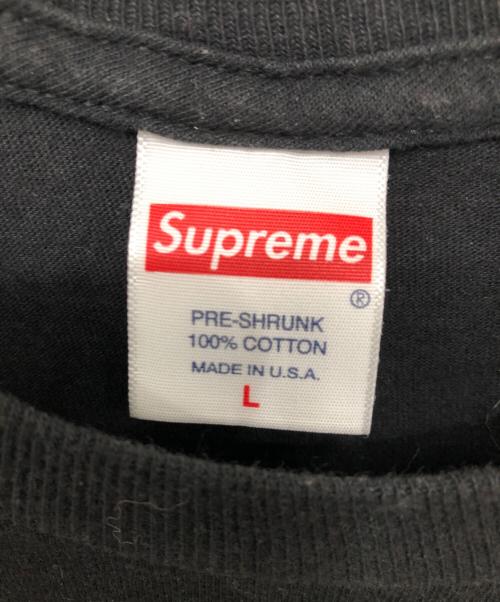 Supreme
®
PRE-SHRUNK
100% COTTON
MADE IN U.S.A.
L